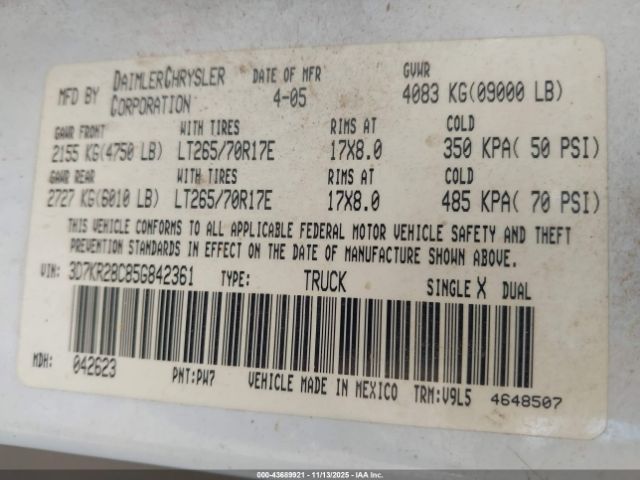 MFD BY DAIMLERCHRYSLER CORPORATION DATE OF MFR 4-05 GVWR 4083 KG(09000 LB)
GAWR FRONT WITH TIRES RIMS AT COLD
2155 KG(4750 LB) LT265/70R17E 17X8.0 350 KPA( 50 PSI)
GAWR REAR WITH TIRES RIMS AT COLD
2727 KG(6010 LB) LT265/70R17E 17X8.0 485 KPA( 70 PSI)
THIS VEHICLE CONFORMS TO ALL APPLICABLE FEDERAL MOTOR VEHICLE SAFETY AND THEFT
PREVENTION STANDARDS IN EFFECT ON THE DATE OF MANUFACTURE SHOWN ABOVE.
VIN: 3D7KR28C85G842361 TYPE: TRUCK SINGLE X DUAL
MDH: 042623
PNT:PW7 VEHICLE MADE IN MEXICO TRM:V9L5 4648507
000-43689921 - 11/13/2025 - IAA Inc.